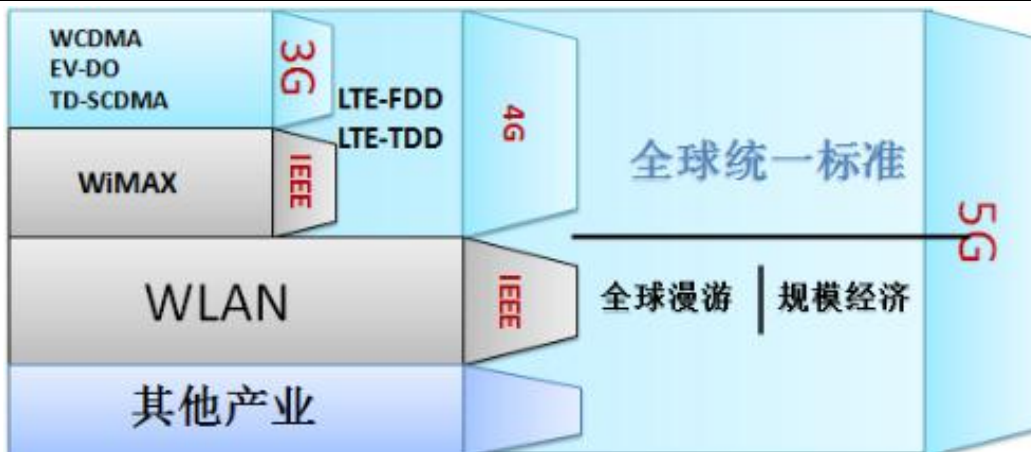 WCDMA
EV-DO
TD-SCDMA
3G
LTE-FDD
LTE-TDD
4G
WiMAX
IEEE
WLAN
IEEE
其他产业
全球统一标准
全球漫游
规模经济
5G